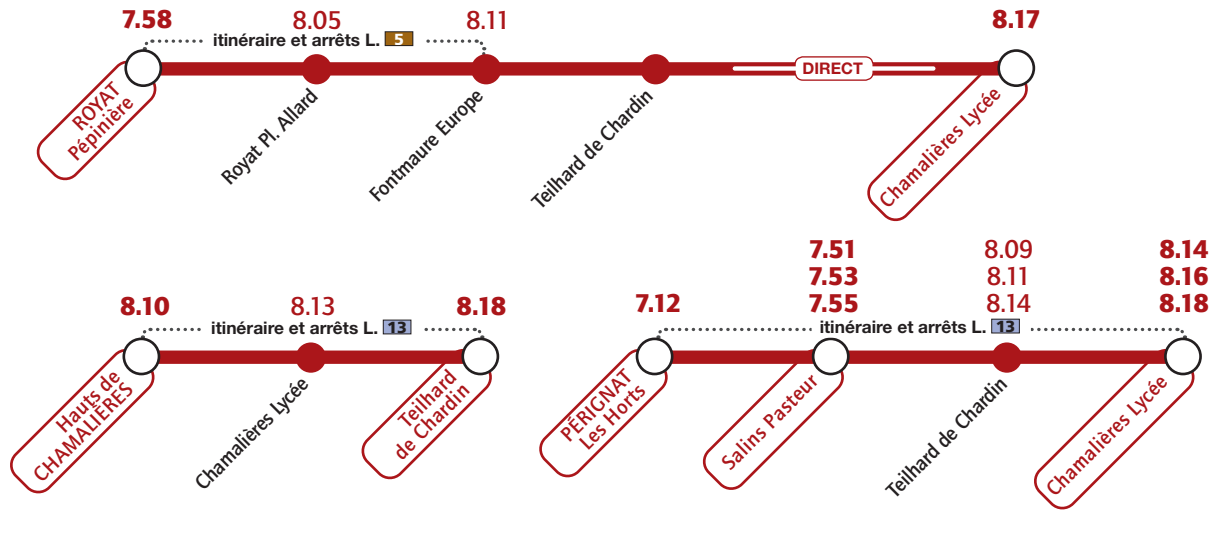 7.58 8.05 8.11 8.17
itinéraire et arrêts L. 5
DIRECT
ROYAT
Pépinière
Royat Pl. Allard
Fontmaure Europe
Teilhard de Chardin
Chamalières Lycée
8.10 8.13 8.18
itinéraire et arrêts L. 13
Hauts de
CHAMALIÈRES
Chamalières Lycée
Teilhard
de Chardin
7.51 8.09 8.14
7.53 8.11 8.16
7.12 7.55 8.14 8.18
itinéraire et arrêts L. 13
PÉRIGNAT
Les Horts
Salins Pasteur
Teilhard de Chardin
Chamalières Lycée